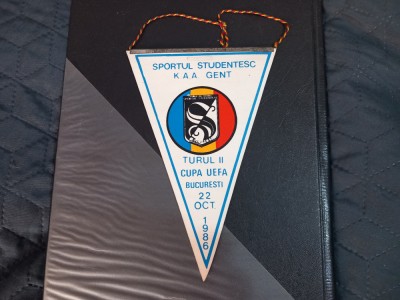 SPORTUL STUDENTESC
K A A GENT
TURUL II
CUPA UEFA
BUCURESTI
22
OCT.
1986